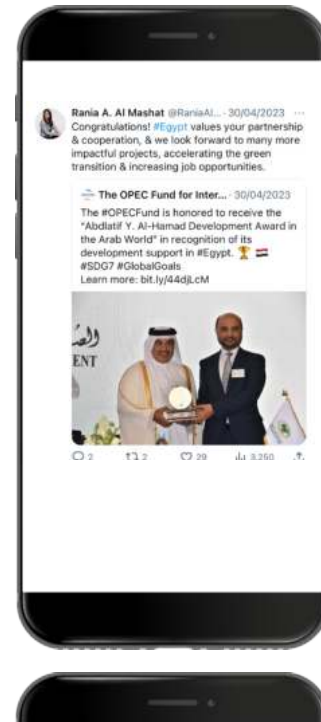 Rania A. Al Mashat @RaniaAl... · 30/04/2023 ...
Congratulations! #Egypt values your partnership
& cooperation, & we look forward to many more
impactful projects, accelerating the green
transition & increasing job opportunities.
The OPEC Fund for Inter... · 30/04/2023
The #OPECFund is honored to receive the
"Abdlatif Y. Al-Hamad Development Award in
the Arab World" in recognition of its
development support in #Egypt. 🏆 🇪🇬
#SDG7 #GlobalGoals
Learn more: bit.ly/44djLcM
ENT
2 2 29 3,250